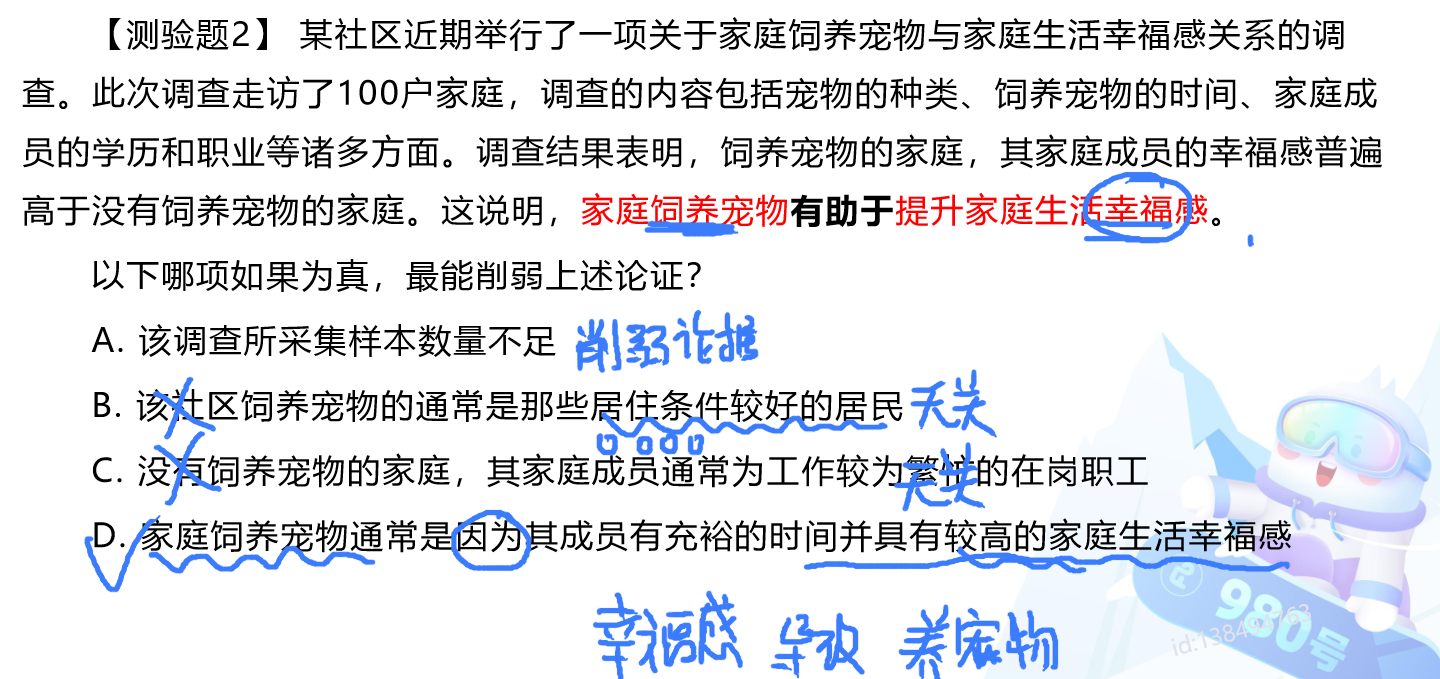 【测验题2】 某社区近期举行了一项关于家庭饲养宠物与家庭生活幸福感关系的调
查。此次调查走访了100户家庭，调查的内容包括宠物的种类、饲养宠物的时间、家庭成
员的学历和职业等诸多方面。调查结果表明，饲养宠物的家庭，其家庭成员的幸福感普遍
高于没有饲养宠物的家庭。这说明，家庭饲养宠物有助于提升家庭生活幸福感。
以下哪项如果为真，最能削弱上述论证？
A. 该调查所采集样本数量不足 削弱论据
B. 该社区饲养宠物的通常是那些居住条件较好的居民 无关
C. 没有饲养宠物的家庭，其家庭成员通常为工作较为繁忙的在岗职工
无关
D. 家庭饲养宠物通常是因为其成员有充裕的时间并具有较高的家庭生活幸福感
幸福感 导致 养宠物
980号